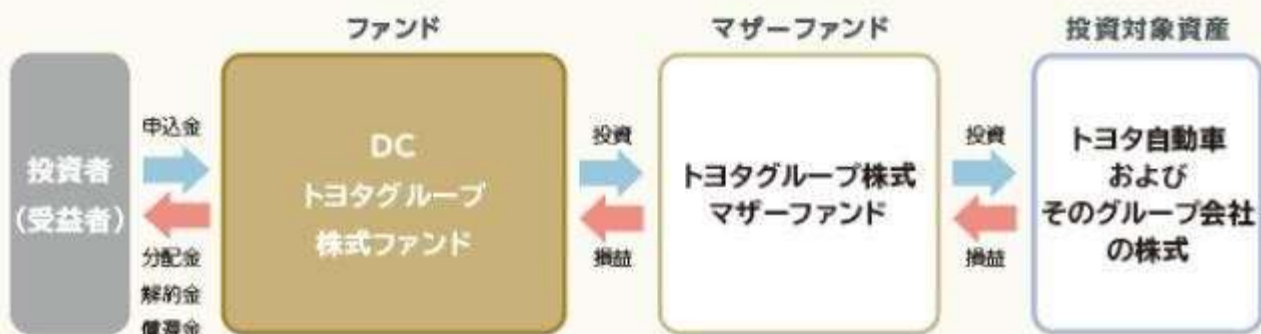 ファンド
マザーファンド
投資対象資産
投資者
(受益者)
申込金
分配金
解約金
償還金
DC
トヨタグループ
株式ファンド
投資
損益
トヨタグループ株式
マザーファンド
投資
損益
トヨタ自動車
および
そのグループ会社
の株式